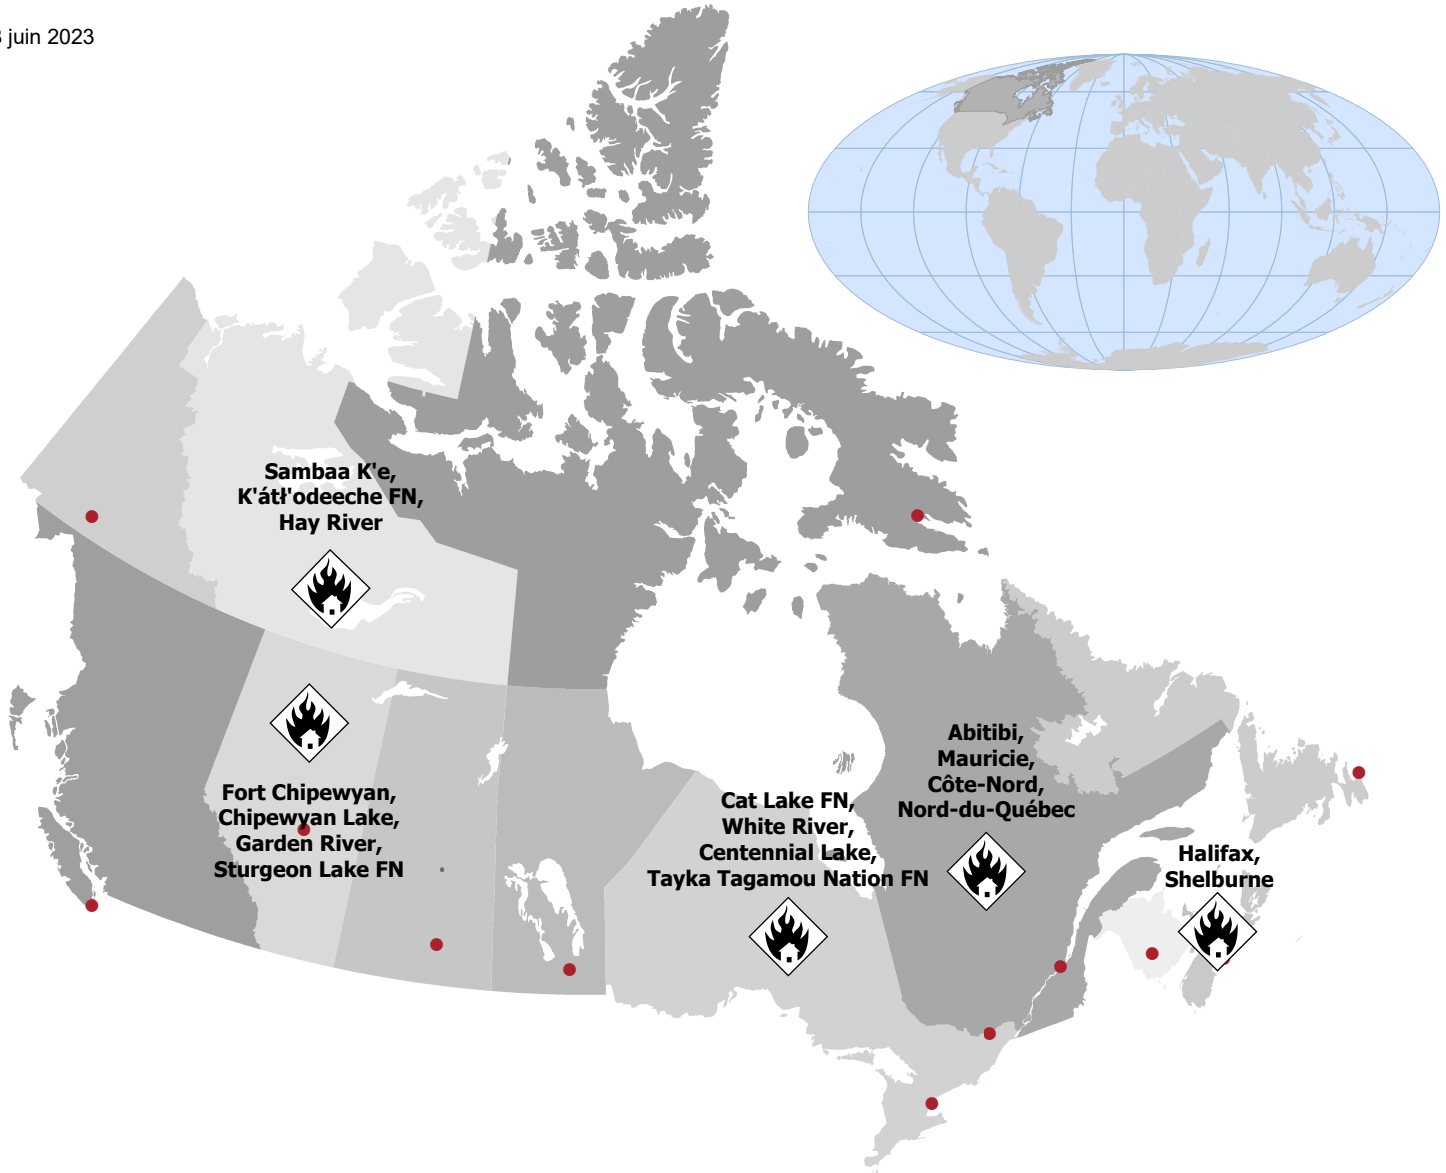 juin 2023
Sambaa K'e,
K'átł'odeeche FN,
Hay River
Fort Chipewyan,
Chipewyan Lake,
Garden River,
Sturgeon Lake FN
Cat Lake FN,
White River,
Centennial Lake,
Tayka Tagamou Nation FN
Abitibi,
Mauricie,
Côte-Nord,
Nord-du-Québec
Halifax,
Shelburne